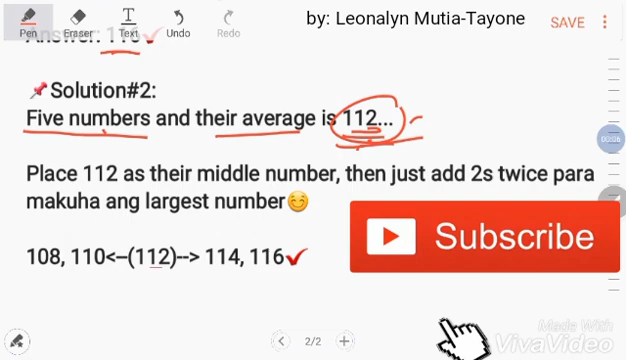 by: Leonalyn Mutia-Tayone
SAVE
Pen
Eraser
Text
Undo
Redo
Answer: 116
Solution#2:
Five numbers and their average is 112...
Place 112 as their middle number, then just add 2s twice para
makuha ang largest number
Subscribe
108, 110<--(112)--> 114, 116
2/2
Made With
VivaVideo